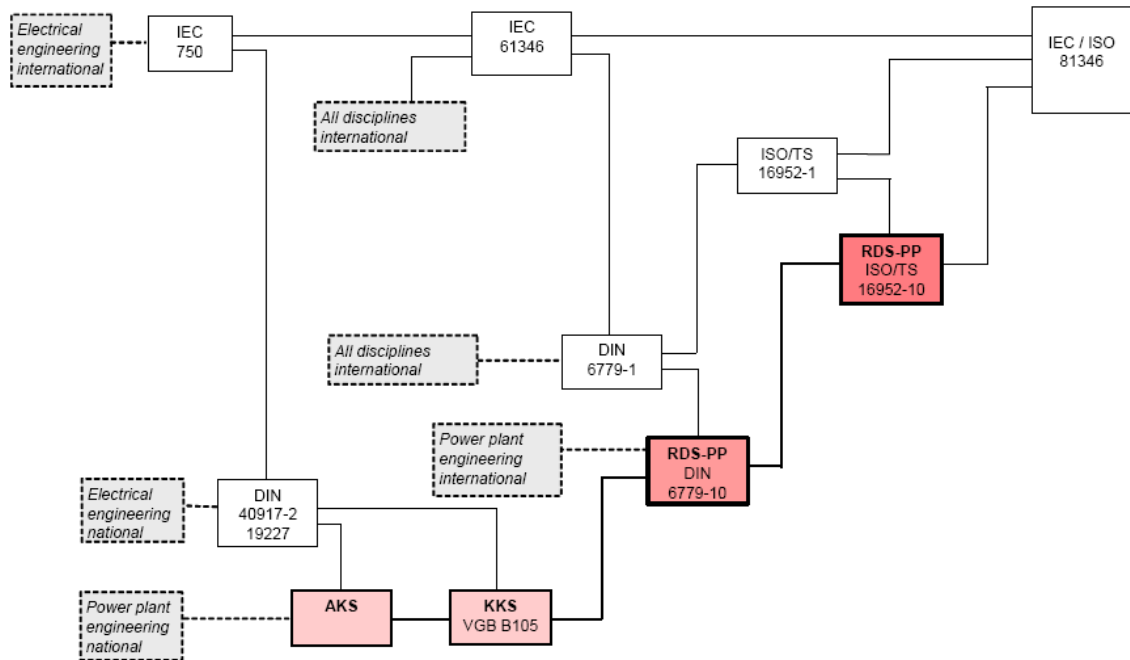 Electrical
engineering
international
IEC
750
IEC
61346
IEC / ISO
81346
All disciplines
international
ISO/TS
16952-1
RDS-PP
ISO/TS
16952-10
All disciplines
international
DIN
6779-1
Power plant
engineering
international
RDS-PP
DIN
6779-10
Electrical
engineering
national
DIN
40917-2
19227
Power plant
engineering
national
AKS
KKS
VGB B105